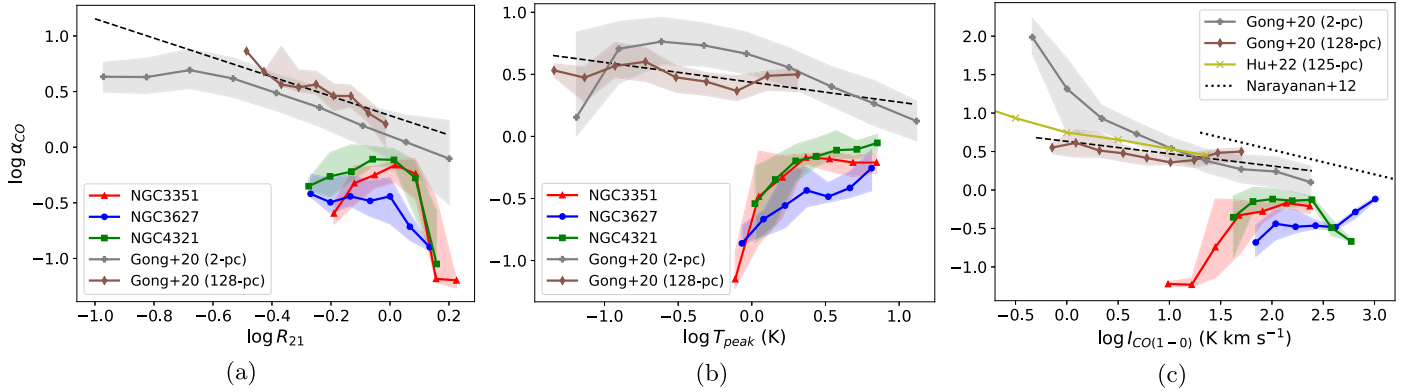 log α_CO
1.0
0.5
0.0
−0.5
−1.0
NGC3351
NGC3627
NGC4321
Gong+20 (2-pc)
Gong+20 (128-pc)
−1.0 −0.8 −0.6 −0.4 −0.2 0.0 0.2
log R_21
(a)
1.0
0.5
0.0
−0.5
−1.0
NGC3351
NGC3627
NGC4321
Gong+20 (2-pc)
Gong+20 (128-pc)
−1.0 −0.5 0.0 0.5 1.0
log T_peak (K)
(b)
2.0
1.5
1.0
0.5
0.0
−0.5
−1.0
Gong+20 (2-pc)
Gong+20 (128-pc)
Hu+22 (125-pc)
Narayanan+12
−0.5 0.0 0.5 1.0 1.5 2.0 2.5 3.0
log I_CO(1−0) (K km s⁻¹)
(c)